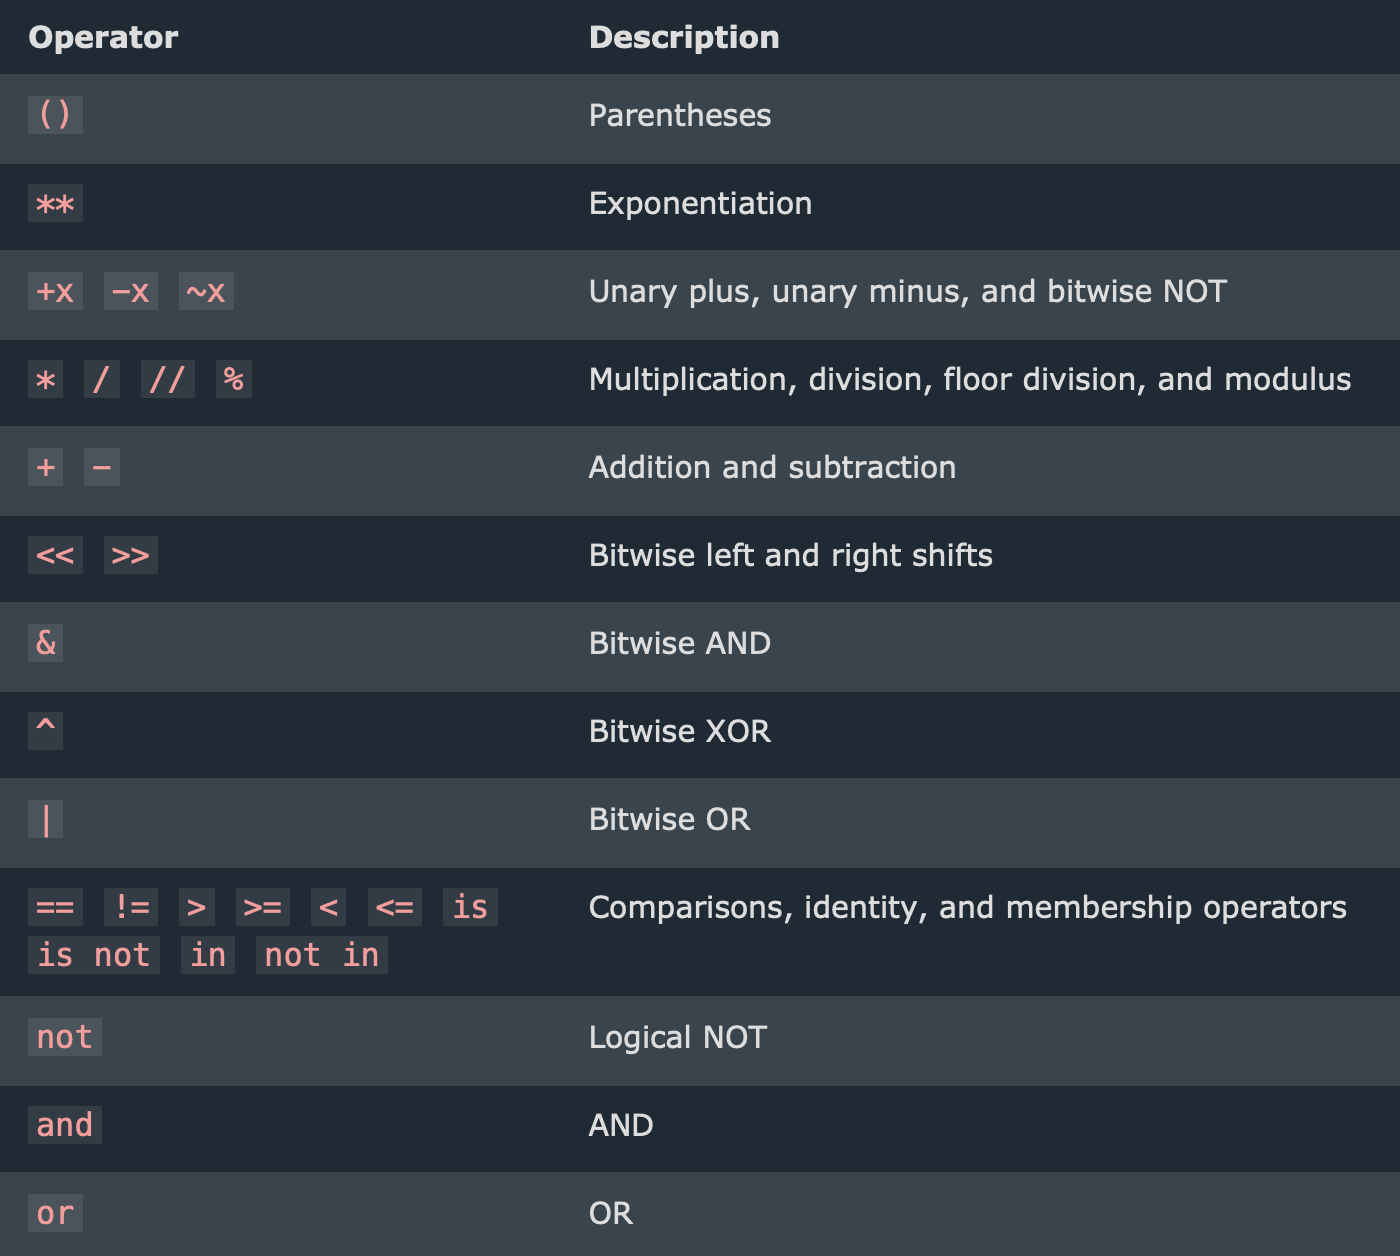 Operator Description
() Parentheses
** Exponentiation
+x -x ~x Unary plus, unary minus, and bitwise NOT
* / // % Multiplication, division, floor division, and modulus
+ - Addition and subtraction
<< >> Bitwise left and right shifts
& Bitwise AND
^ Bitwise XOR
| Bitwise OR
== != > >= < <= is Comparisons, identity, and membership operators
is not in not in
not Logical NOT
and AND
or OR